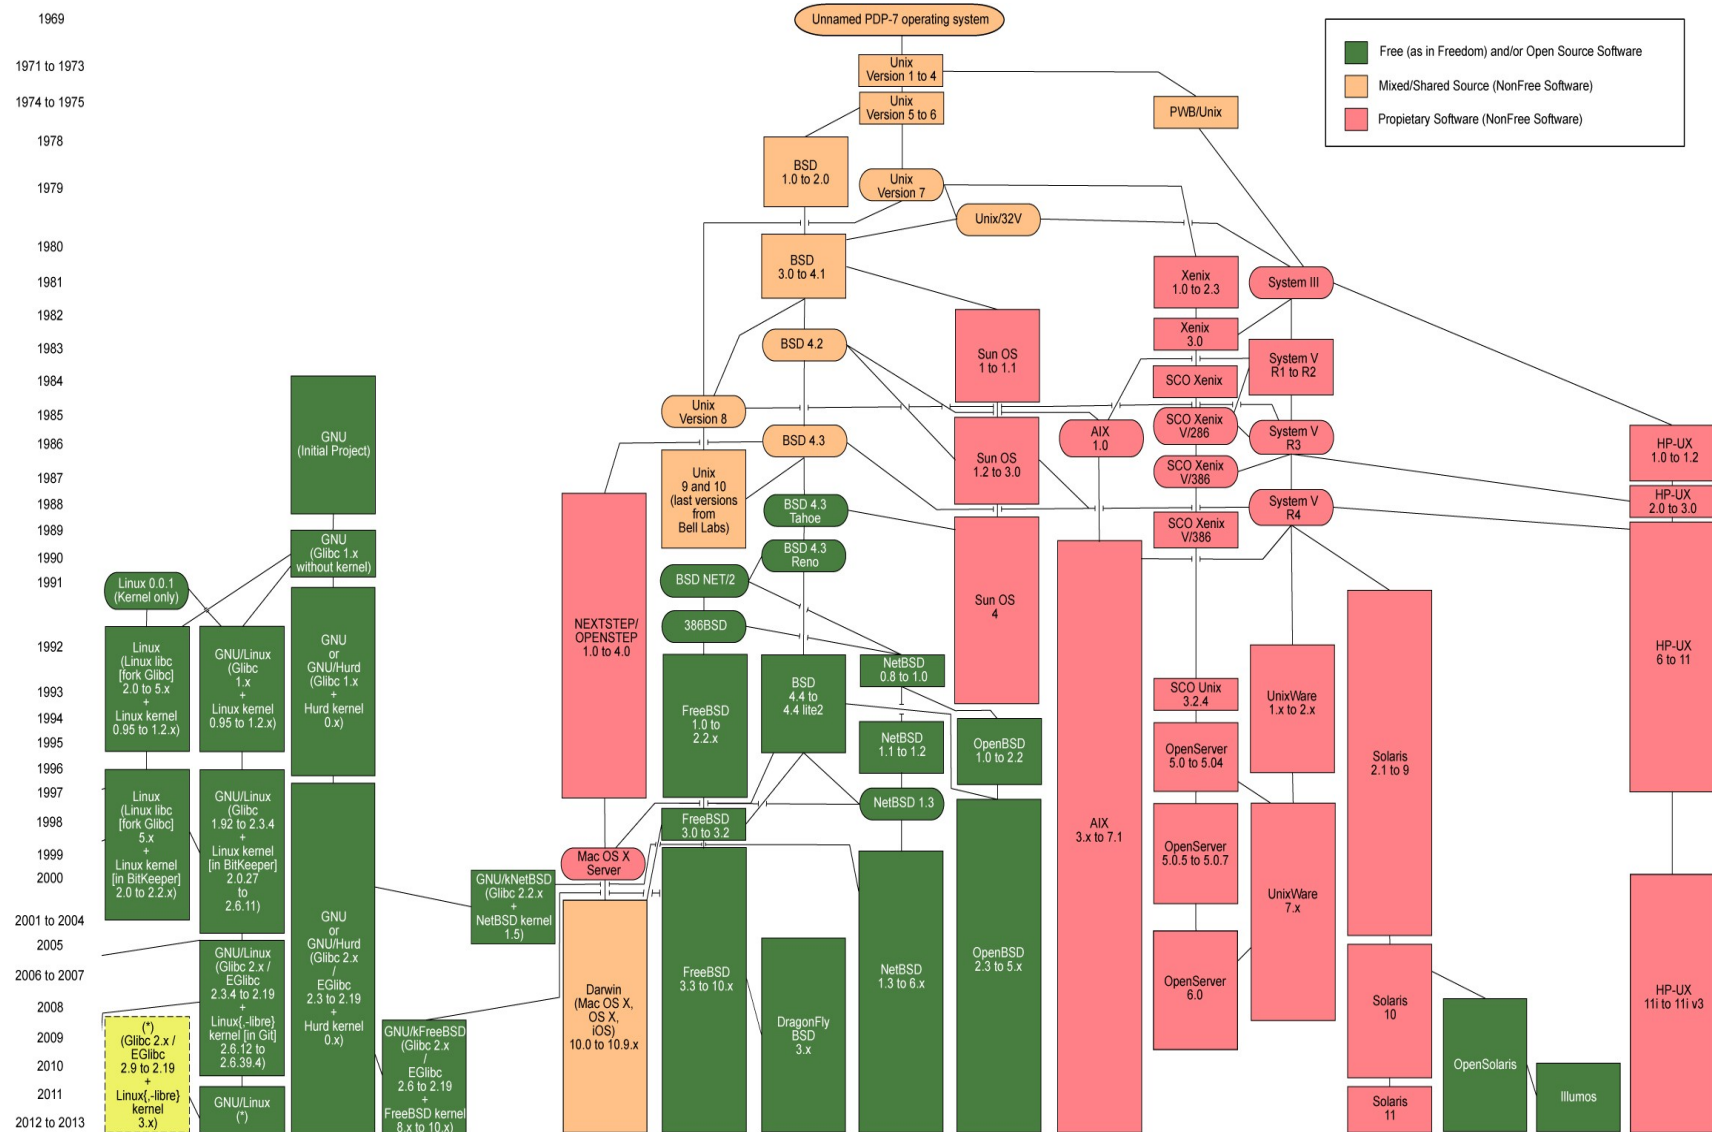 1969
1971 to 1973
1974 to 1975
1978
1979
1980
1981
1982
1983
1984
1985
1986
1987
1988
1989
1990
1991
1992
1993
1994
1995
1996
1997
1998
1999
2000
2001 to 2004
2005
2006 to 2007
2008
2009
2010
2011
2012 to 2013
Unnamed PDP-7 operating system
Free (as in Freedom) and/or Open Source Software
Mixed/Shared Source (NonFree Software)
Propietary Software (NonFree Software)
Unix
Version 1 to 4
Unix
Version 5 to 6
PWB/Unix
BSD
1.0 to 2.0
Unix
Version 7
Unix/32V
BSD
3.0 to 4.1
Xenix
1.0 to 2.3
System III
Xenix
3.0
BSD 4.2
Sun OS
1 to 1.1
System V
R1 to R2
SCO Xenix
Unix
Version 8
SCO Xenix
V/286
AIX
1.0
System V
R3
GNU
(Initial Project)
BSD 4.3
Sun OS
1.2 to 3.0
HP-UX
1.0 to 1.2
Unix
9 and 10
(last versions
from
Bell Labs)
SCO Xenix
V/386
HP-UX
2.0 to 3.0
BSD 4.3
Tahoe
System V
R4
SCO Xenix
V/386
GNU
(Glibc 1.x
without kernel)
BSD 4.3
Reno
BSD NET/2
Linux 0.0.1
(Kernel only)
Sun OS
4
386BSD
NEXTSTEP/
OPENSTEP
1.0 to 4.0
Linux
(Linux libc
[fork Glibc]
2.0 to 5.x
+
Linux kernel
0.95 to 1.2.x)
GNU/Linux
(Glibc
1.x
+
Linux kernel
0.95 to 1.2.x)
GNU
or
GNU/Hurd
(Glibc 1.x
+
Hurd kernel
0.x)
HP-UX
6 to 11
NetBSD
0.8 to 1.0
BSD
4.4 to
4.4 lite2
SCO Unix
3.2.4
UnixWare
1.x to 2.x
FreeBSD
1.0 to
2.2.x
NetBSD
1.1 to 1.2
OpenBSD
1.0 to 2.2
OpenServer
5.0 to 5.04
Solaris
2.1 to 9
NetBSD 1.3
Linux
(Linux libc
[fork Glibc]
5.x
+
Linux kernel
[in BitKeeper]
2.0 to 2.2.x)
GNU/Linux
(Glibc
1.92 to 2.3.4
+
Linux kernel
[in BitKeeper]
2.0.27
to
2.6.11)
FreeBSD
3.0 to 3.2
AIX
3.x to 7.1
OpenServer
5.0.5 to 5.0.7
Mac OS X
Server
GNU/kNetBSD
(Glibc 2.2.x
+
NetBSD kernel
1.5)
UnixWare
7.x
GNU
or
GNU/Hurd
(Glibc 2.x
/
EGlibc
2.3 to 2.19
+
Hurd kernel
0.x)
GNU/Linux
(Glibc 2.x /
EGlibc
2.3.4 to 2.19
+
Linux{,-libre}
kernel [in Git]
2.6.12 to
2.6.39.4)
FreeBSD
3.3 to 10.x
NetBSD
1.3 to 6.x
OpenBSD
2.3 to 5.x
OpenServer
6.0
Darwin
(Mac OS X,
OS X,
iOS)
10.0 to 10.9.x
HP-UX
11i to 11i v3
Solaris
10
DragonFly
BSD
3.x
(*)
(Glibc 2.x /
EGlibc
2.9 to 2.19
+
Linux{,-libre}
kernel
3.x)
GNU/kFreeBSD
(Glibc 2.x
/
EGlibc
2.6 to 2.19
+
FreeBSD kernel
8.x to 10.x)
OpenSolaris
Illumos
GNU/Linux
(*)
Solaris
11